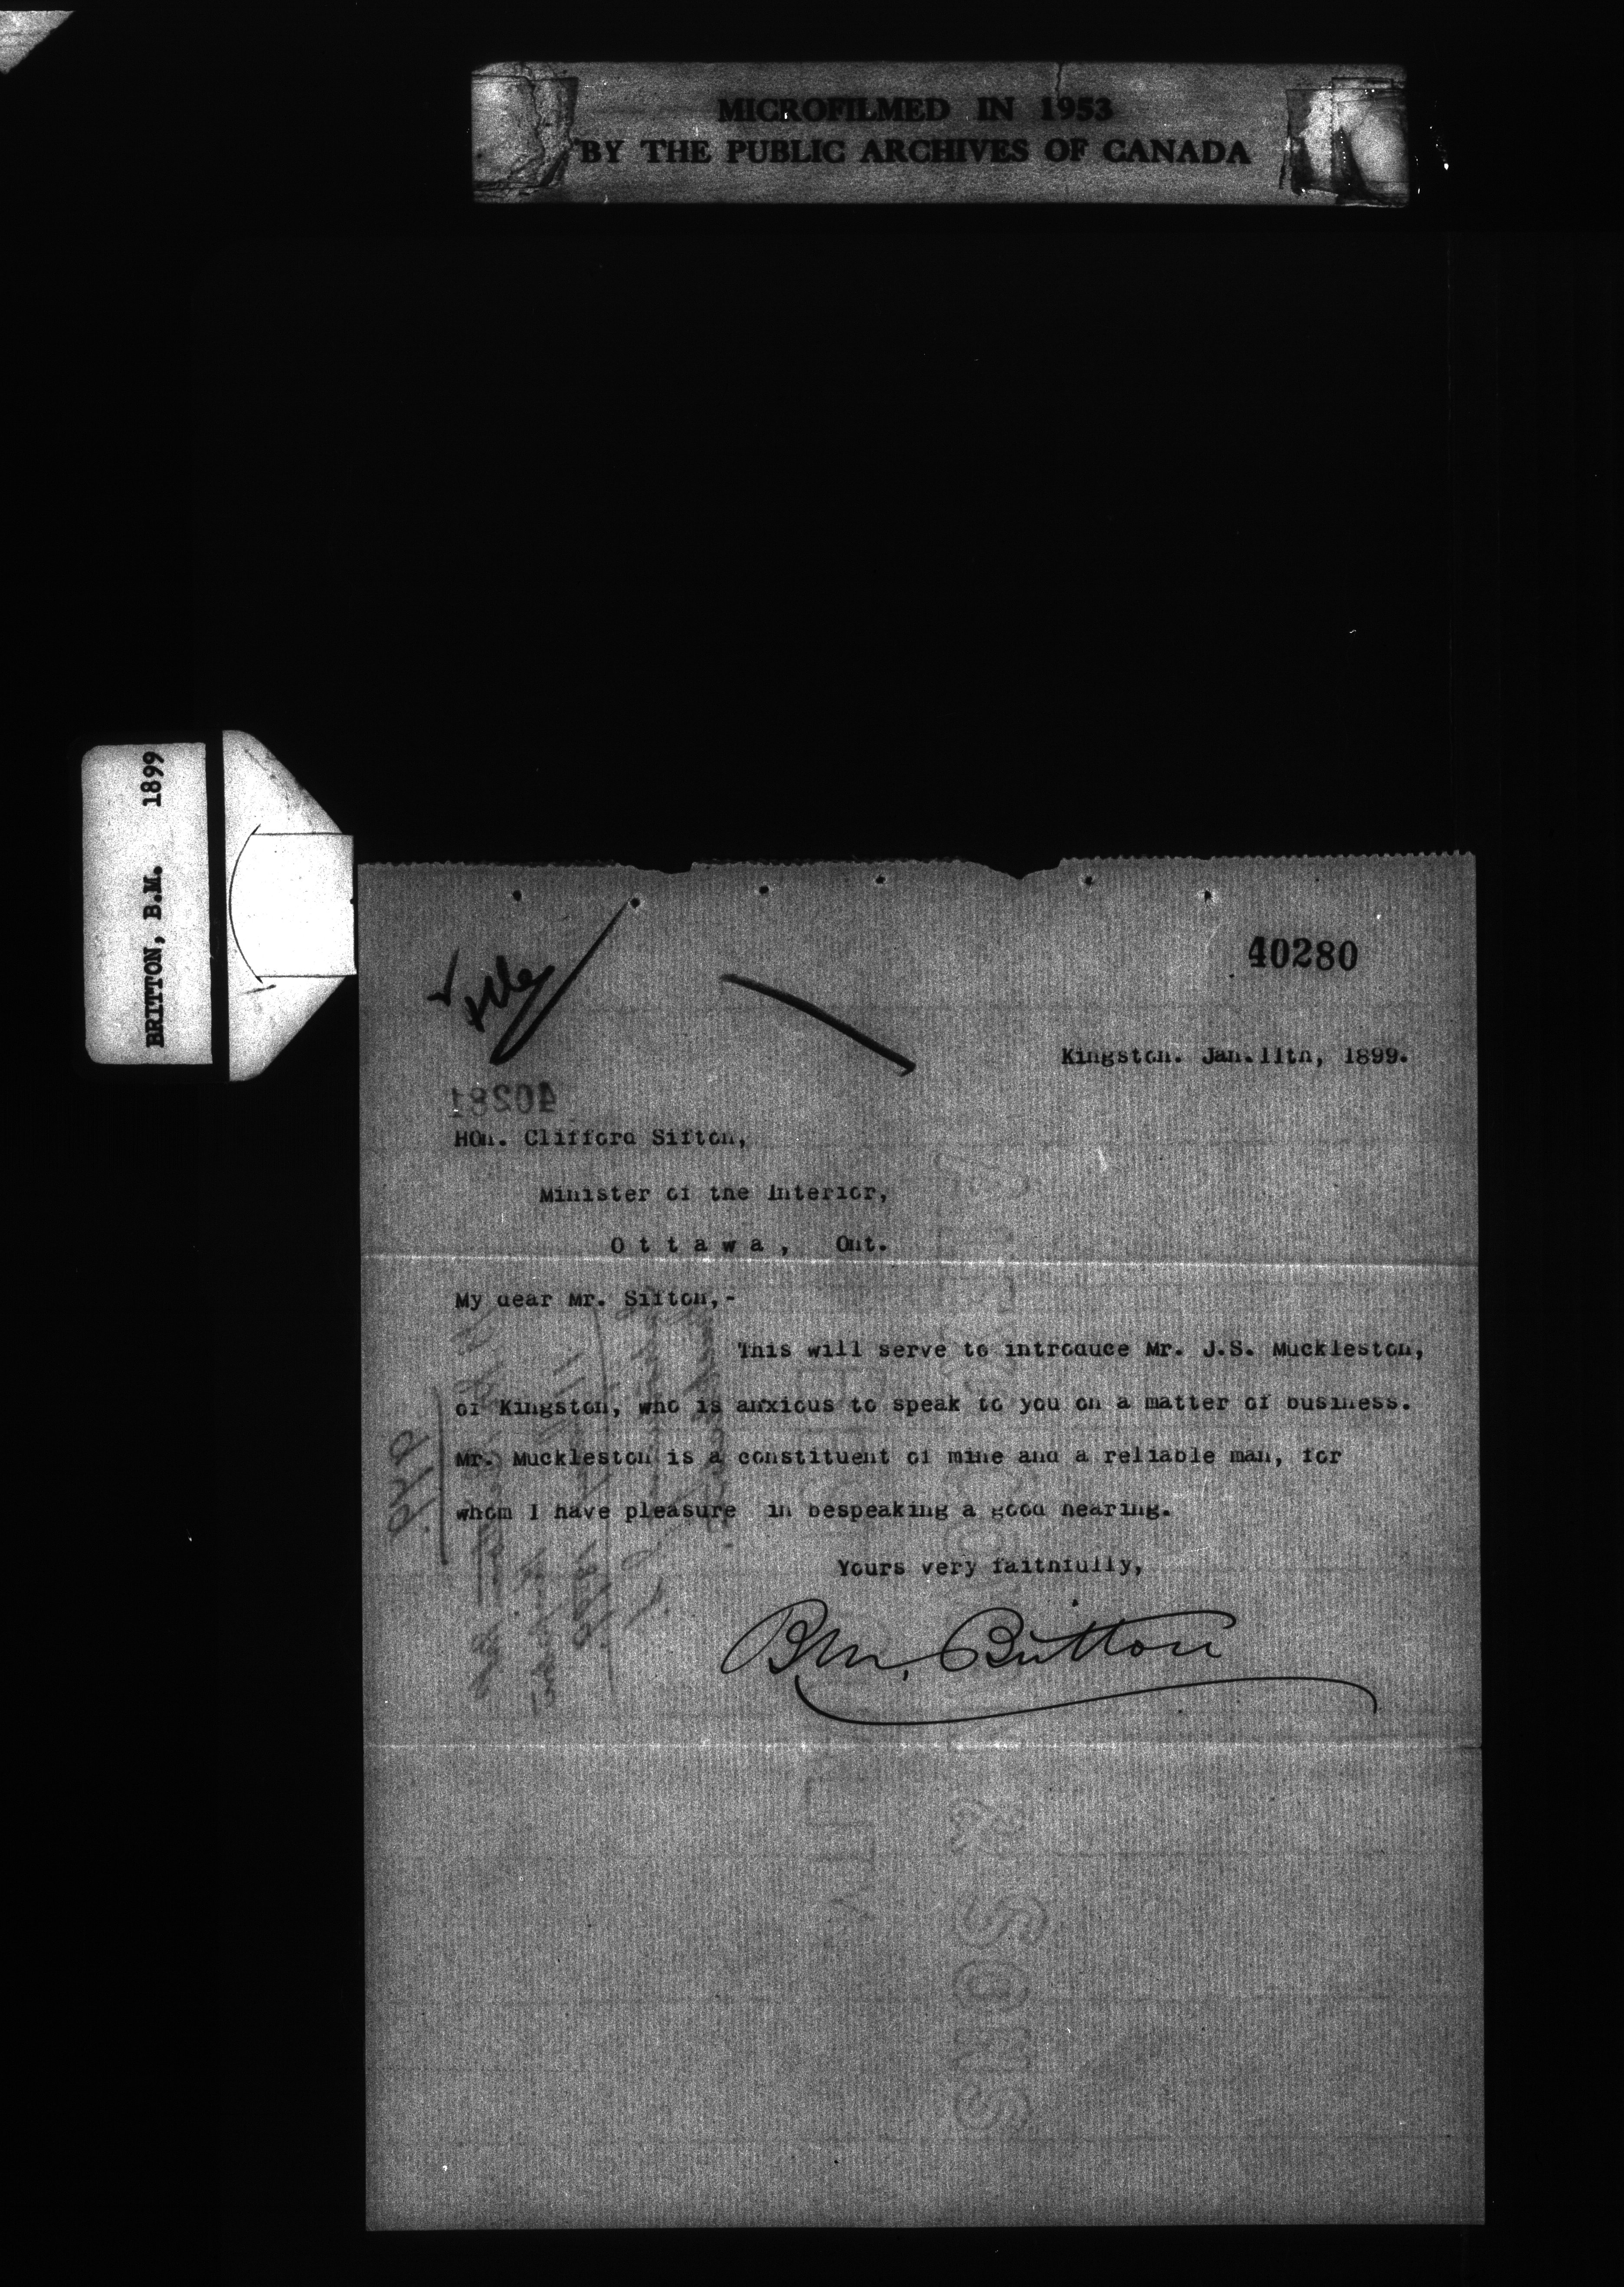 MICROFILMED IN 1953
BY THE PUBLIC ARCHIVES OF CANADA
BRITTON, B.M. 1899
40280
File
Kingston. Jan.11th, 1899.
40281
HOn. Clifford Sifton,
Minister of the Interior,
O t t a w a , Ont.
My dear Mr. Sifton,-
This will serve to introduce Mr. J.S. Muckleston,
of Kingston, who is anxious to speak to you on a matter of business.
Mr. Muckleston is a constituent of mine and a reliable man, for
whom I have pleasure in bespeaking a good hearing.
Yours very faithfully,
BM. Britton
& SONS